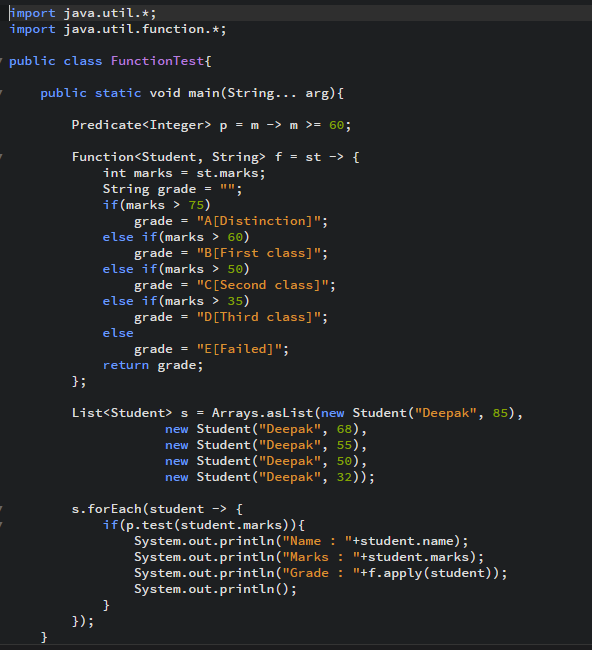 import java.util.*;
import java.util.function.*;
public class FunctionTest{
public static void main(String... arg){
Predicate<Integer> p = m -> m >= 60;
Function<Student, String> f = st -> {
int marks = st.marks;
String grade = "";
if(marks > 75)
grade = "A[Distinction]";
else if(marks > 60)
grade = "B[First class]";
else if(marks > 50)
grade = "C[Second class]";
else if(marks > 35)
grade = "D[Third class]";
else
grade = "E[Failed]";
return grade;
};
List<Student> s = Arrays.asList(new Student("Deepak", 85),
new Student("Deepak", 68),
new Student("Deepak", 55),
new Student("Deepak", 50),
new Student("Deepak", 32));
s.forEach(student -> {
if(p.test(student.marks)){
System.out.println("Name : "+student.name);
System.out.println("Marks : "+student.marks);
System.out.println("Grade : "+f.apply(student));
System.out.println();
}
});
}